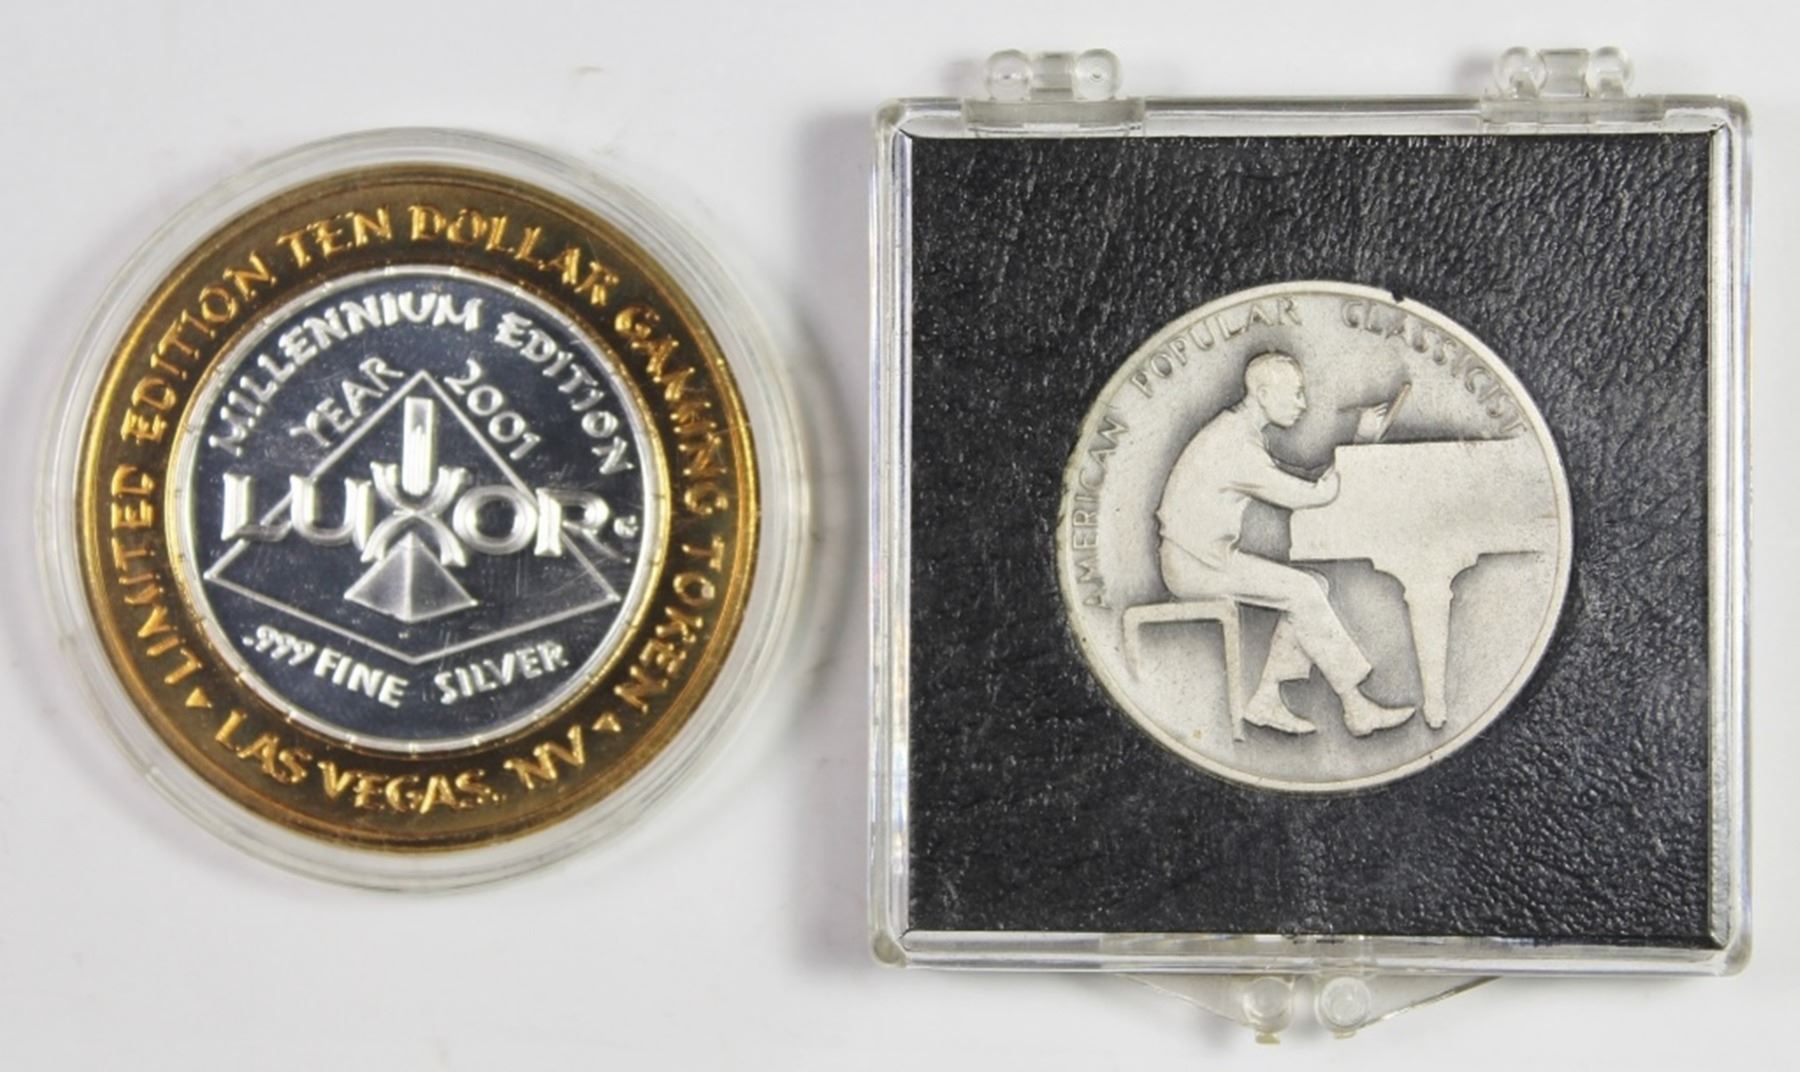 LIMITED EDITION TEN DOLLAR GAMING TOKEN
LAS VEGAS, NV
MILLENNIUM EDITION
YEAR 2001
LUXOR
.999 FINE SILVER
AMERICAN POPULAR CLASSICIST